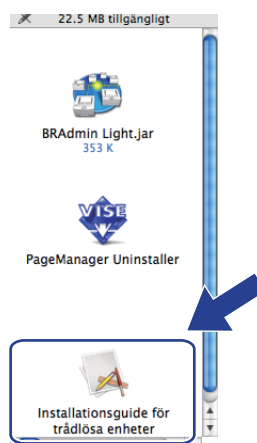 22.5 MB tillgängligt
BRAdmin Light.jar
353 K
VISE
PageManager Uninstaller
Installationsguide för
trådlösa enheter